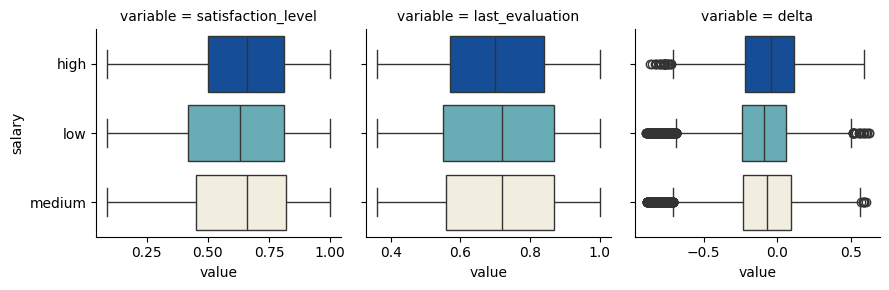 variable = satisfaction_level
variable = last_evaluation
variable = delta
salary
high
low
medium
0.25 0.50 0.75 1.00
0.4 0.6 0.8 1.0
−0.5 0.0 0.5
value
value
value